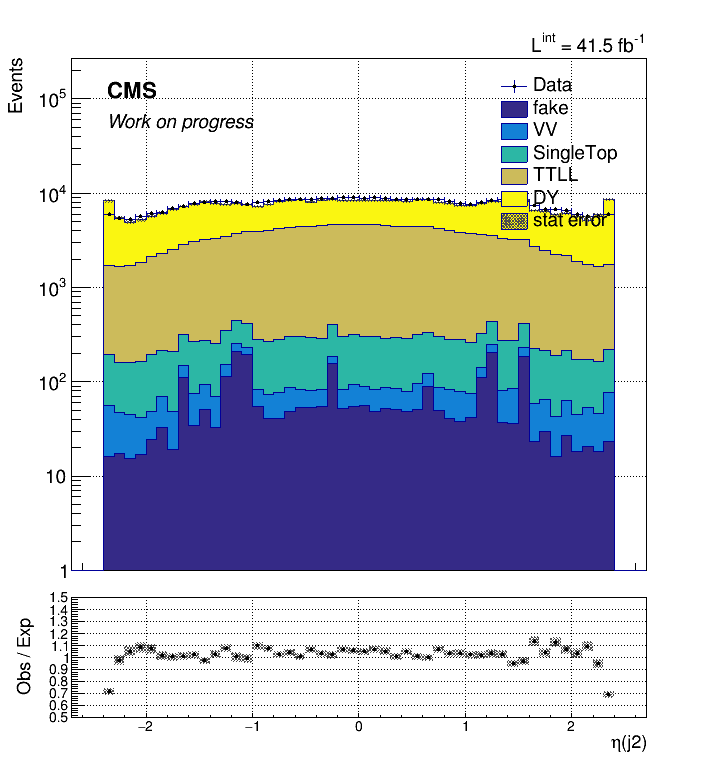 L^int = 41.5 fb^-1
Events
CMS
Work on progress
Data
fake
VV
SingleTop
TTLL
DY
stat error
10^5
10^4
10^3
10^2
10
1
Obs / Exp
1.5
1.4
1.3
1.2
1.1
1
0.9
0.8
0.7
0.6
0.5
−2
−1
0
1
2
η(j2)